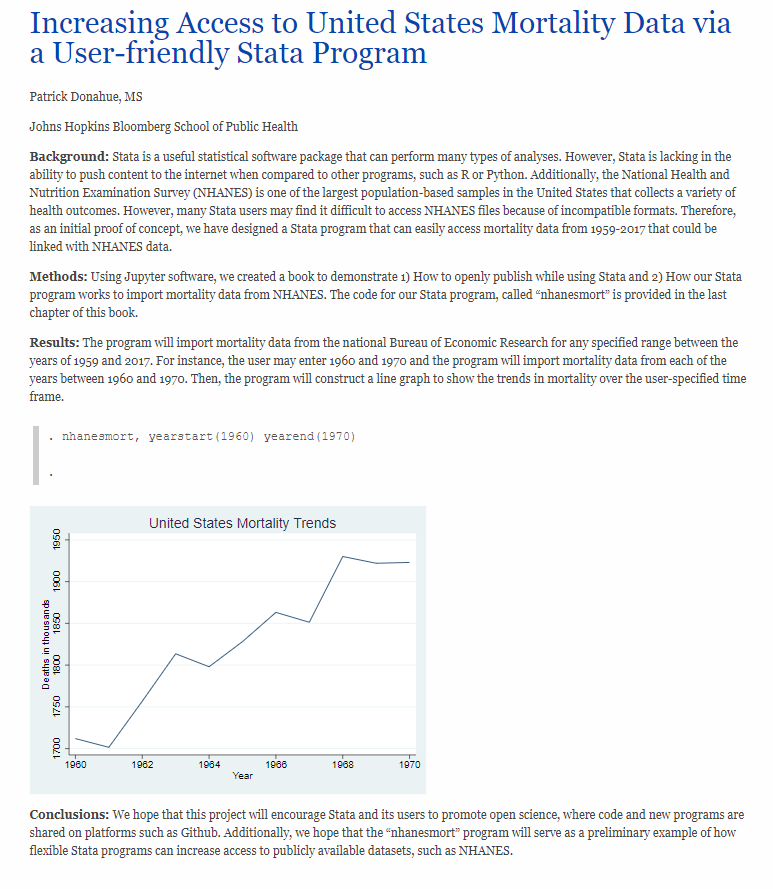 Increasing Access to United States Mortality Data via
a User-friendly Stata Program
Patrick Donahue, MS
Johns Hopkins Bloomberg School of Public Health
Background: Stata is a useful statistical software package that can perform many types of analyses. However, Stata is lacking in the
ability to push content to the internet when compared to other programs, such as R or Python. Additionally, the National Health and
Nutrition Examination Survey (NHANES) is one of the largest population-based samples in the United States that collects a variety of
health outcomes. However, many Stata users may find it difficult to access NHANES files because of incompatible formats. Therefore,
as an initial proof of concept, we have designed a Stata program that can easily access mortality data from 1959-2017 that could be
linked with NHANES data.
Methods: Using Jupyter software, we created a book to demonstrate 1) How to openly publish while using Stata and 2) How our Stata
program works to import mortality data from NHANES. The code for our Stata program, called “nhanesmort” is provided in the last
chapter of this book.
Results: The program will import mortality data from the national Bureau of Economic Research for any specified range between the
years of 1959 and 2017. For instance, the user may enter 1960 and 1970 and the program will import mortality data from each of the
years between 1960 and 1970. Then, the program will construct a line graph to show the trends in mortality over the user-specified time
frame.
. nhanesmort, yearstart(1960) yearend(1970)
.
United States Mortality Trends
Deaths in thousands
1950
1900
1850
1800
1750
1700
1960 1962 1964 1966 1968 1970
Year
Conclusions: We hope that this project will encourage Stata and its users to promote open science, where code and new programs are
shared on platforms such as Github. Additionally, we hope that the “nhanesmort” program will serve as a preliminary example of how
flexible Stata programs can increase access to publicly available datasets, such as NHANES.